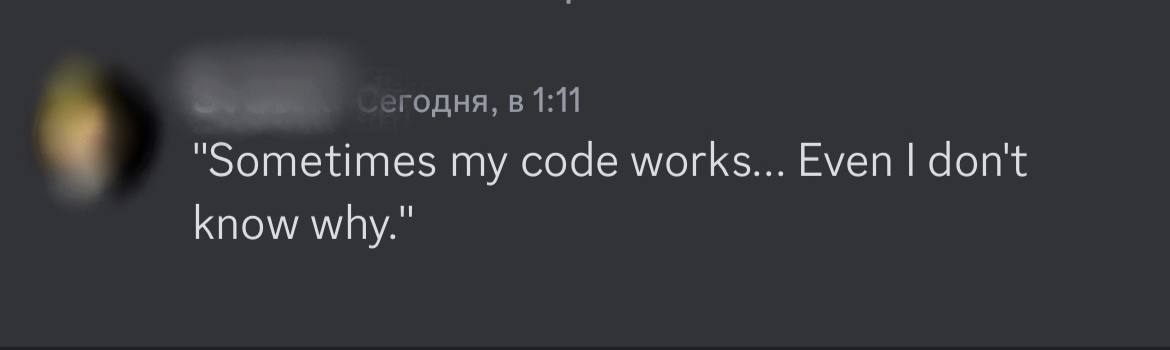 Сегодня, в 1:11
"Sometimes my code works... Even I don't
know why."